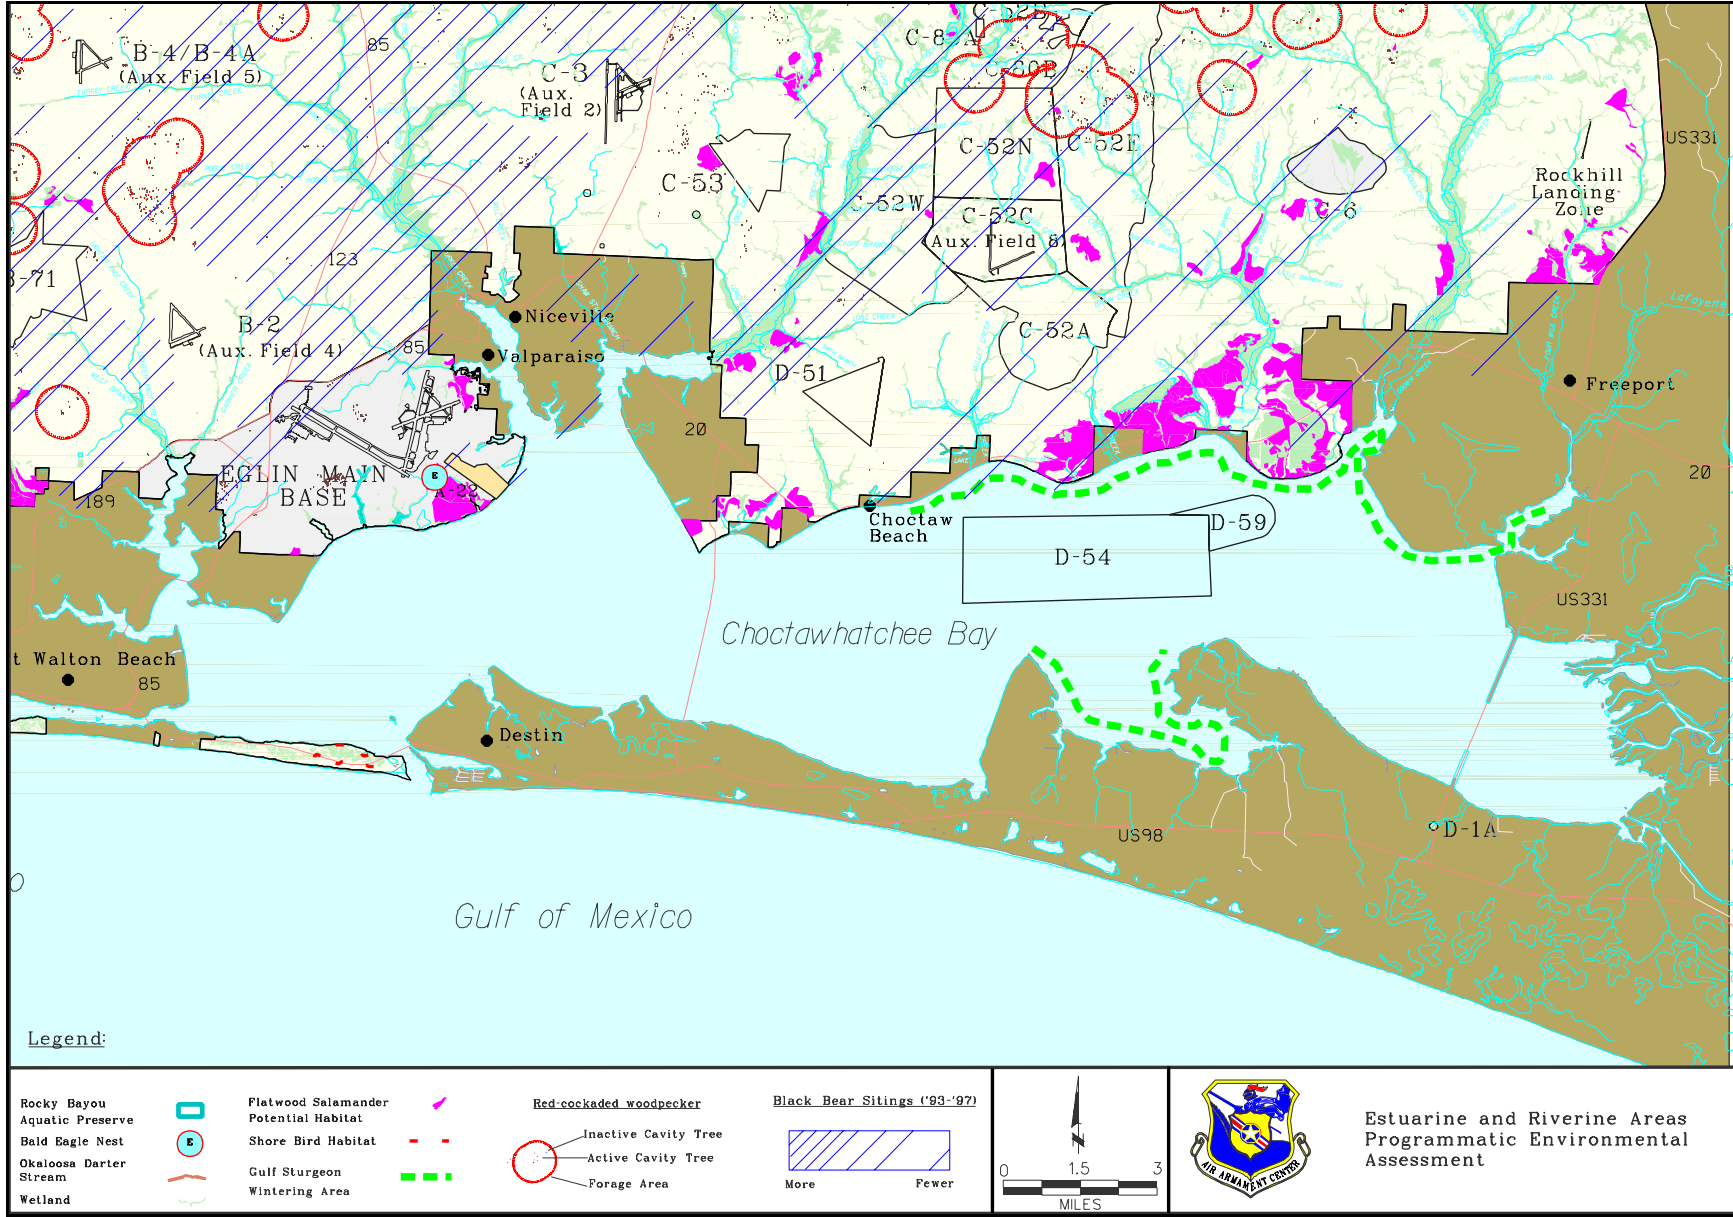 B-4/B-4A
(Aux. Field 5)
85
C-3
(Aux.
Field 2)
C-52N
C-52E
US331
C-53
Rockhill
Landing
Zone
C-52W
C-52C
(Aux. Field 8)
C-6
123
B-71
B-2
(Aux. Field 4)
85
Niceville
Valparaiso
C-52A
D-51
Freeport
Lafayette
20
20
EGLIN MAIN
BASE
A-22
E
189
Choctaw
Beach
D-59
D-54
US331
Choctawhatchee Bay
t Walton Beach
85
Destin
US98
D-1A
O
Gulf of Mexico
Legend:
Rocky Bayou
Aquatic Preserve
Bald Eagle Nest
E
Okaloosa Darter
Stream
Wetland
Flatwood Salamander
Potential Habitat
Shore Bird Habitat
Gulf Sturgeon
Wintering Area
Red-cockaded woodpecker
Inactive Cavity Tree
Active Cavity Tree
Forage Area
Black Bear Sitings ('93-'97)
More
Fewer
N
0
1.5
3
MILES
AIR ARMAMENT CENTER
Estuarine and Riverine Areas
Programmatic Environmental
Assessment